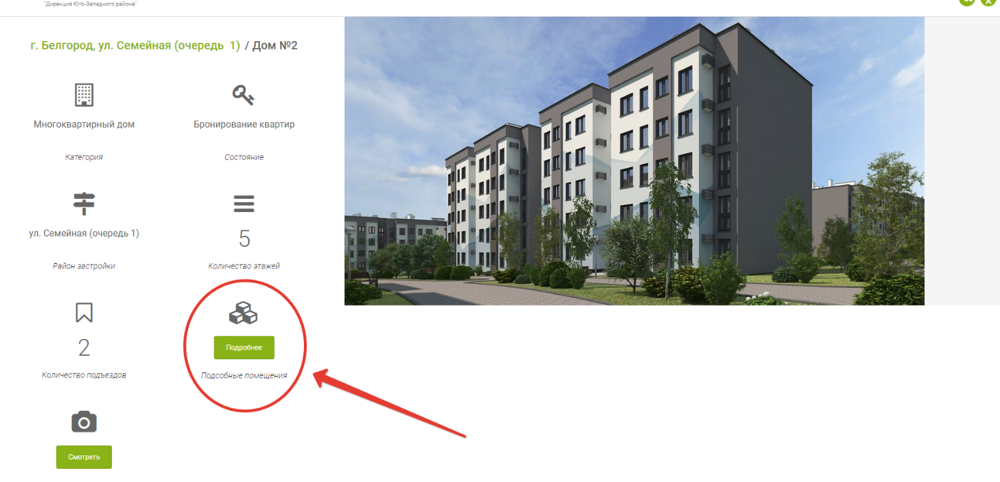 "Дирекция Юго-Западного района"
г. Белгород, ул. Семейная (очередь 1) / Дом №2
Многоквартирный дом
Категория
Бронирование квартир
Состояние
ул. Семейная (очередь 1)
Район застройки
5
Количество этажей
2
Количество подъездов
Подробнее
Подсобные помещения
Смотреть